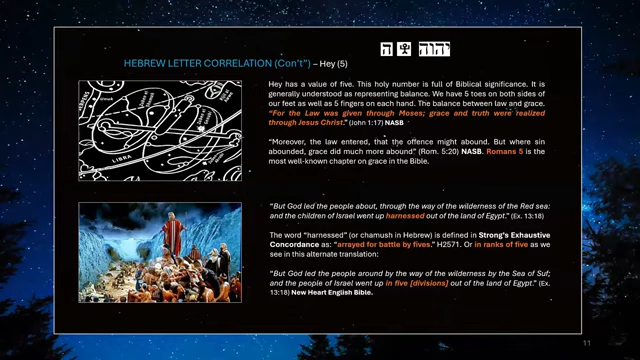 ה יהוה
HEBREW LETTER CORRELATION (Con't") – Hey (5)
LIBRA
Hey has a value of five. This holy number is full of Biblical significance. It is
generally understood as representing balance. We have 5 toes on both sides of
our feet as well as 5 fingers on each hand. The balance between law and grace.
"For the Law was given through Moses; grace and truth were realized
through Jesus Christ." (John 1:17) NASB
"Moreover, the law entered, that the offence might abound. But where sin
abounded, grace did much more abound" (Rom. 5:20) NASB. Romans 5 is the
most well-known chapter on grace in the Bible.
"But God led the people about, through the way of the wilderness of the Red sea:
and the children of Israel went up harnessed out of the land of Egypt." (Ex. 13:18)
The word "harnessed" (or chamush in Hebrew) is defined in Strong's Exhaustive
Concordance as: "arrayed for battle by fives." H2571. Or in ranks of five as we
see in this alternate translation:
"But God led the people around by the way of the wilderness by the Sea of Suf;
and the people of Israel went up in five [divisions] out of the land of Egypt." (Ex.
13:18) New Heart English Bible.
11